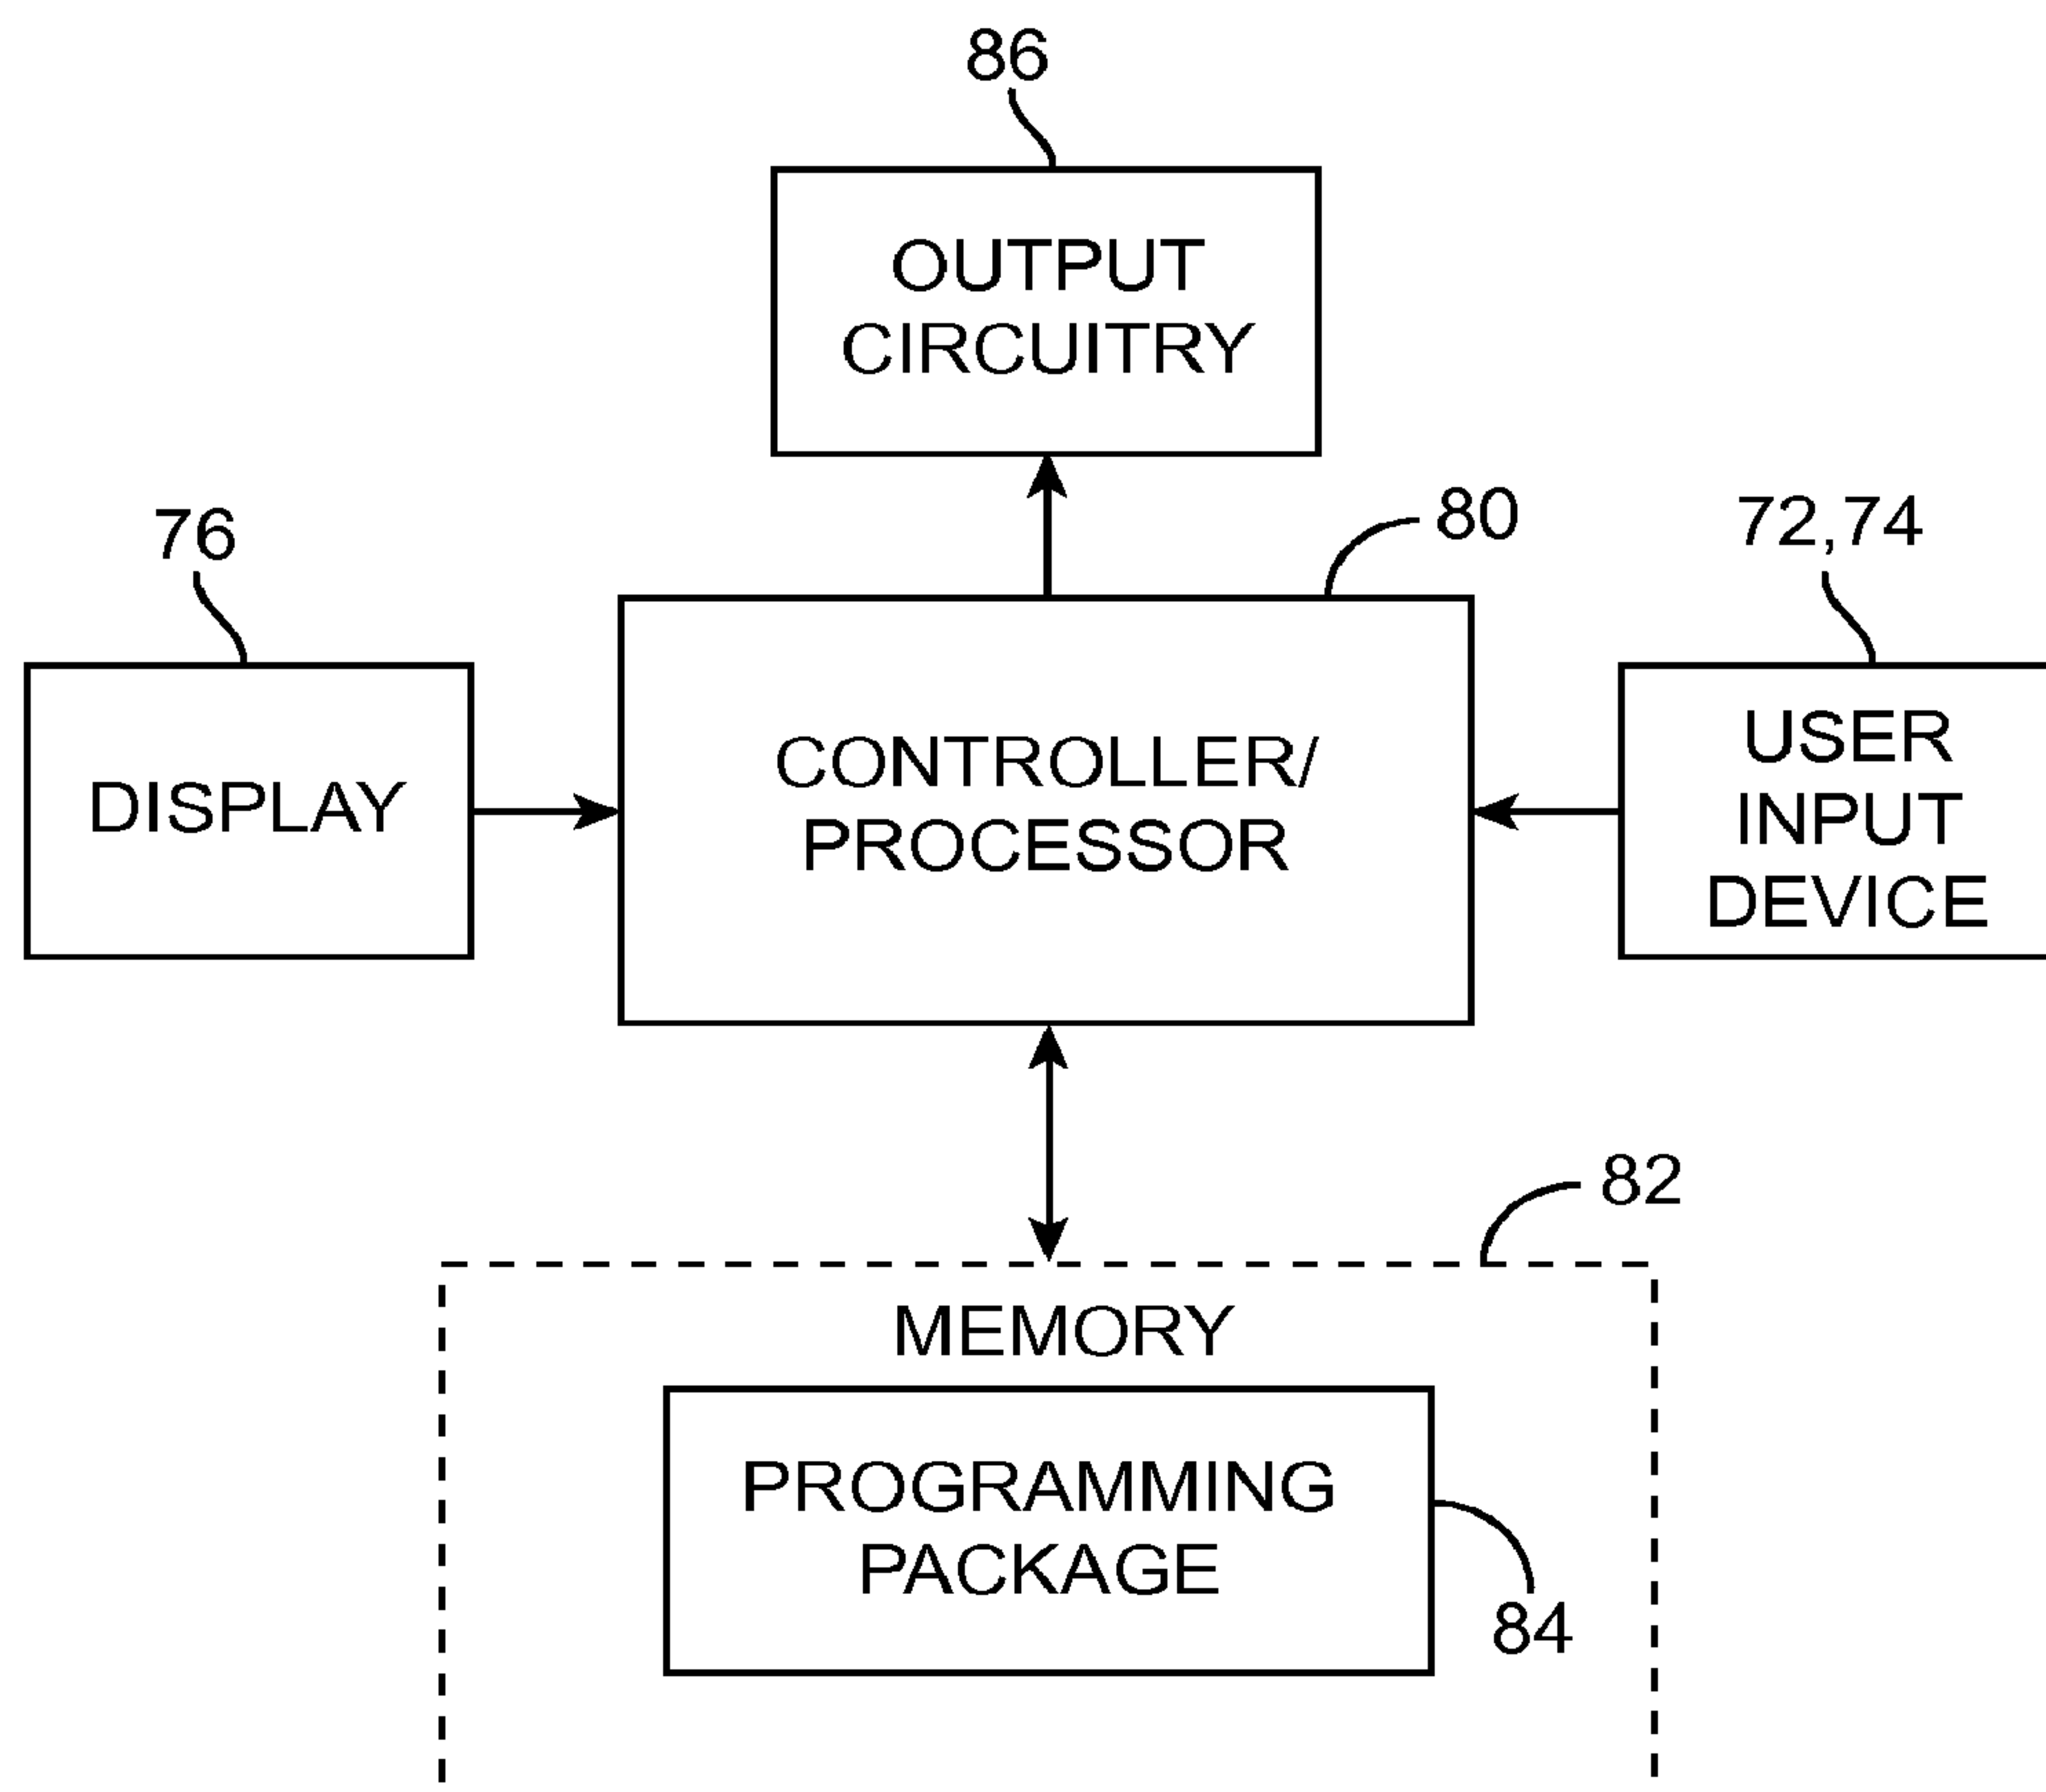 86
OUTPUT
CIRCUITRY
80
76
72,74
DISPLAY
CONTROLLER/
PROCESSOR
USER
INPUT
DEVICE
82
MEMORY
PROGRAMMING
PACKAGE
84